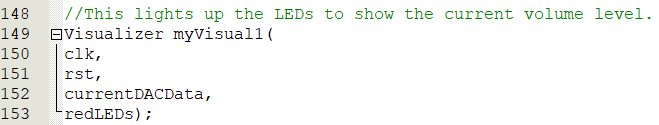 148 //This lights up the LEDs to show the current volume level.
149 Visualizer myVisual1(
150 clk,
151 rst,
152 currentDACData,
153 redLEDs);